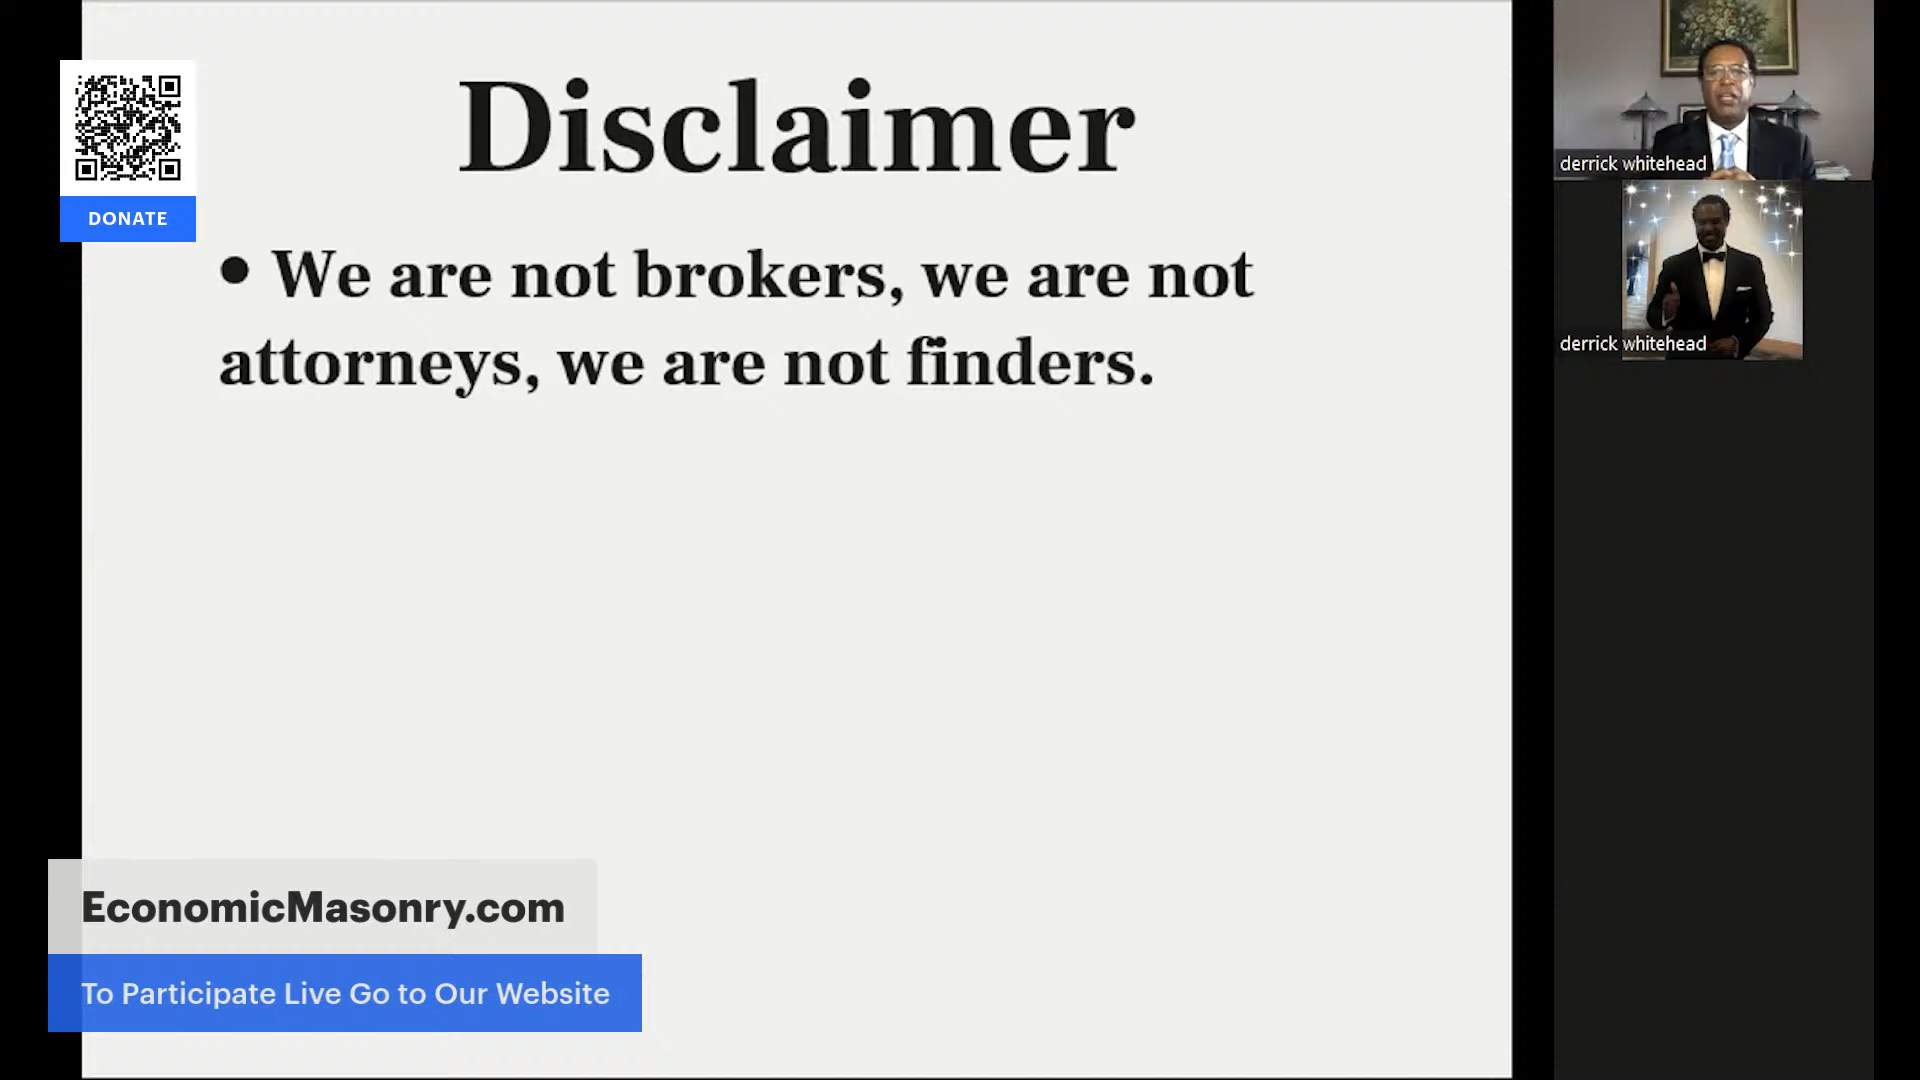 Disclaimer
DONATE
• We are not brokers, we are not
attorneys, we are not finders.
derrick whitehead
derrick whitehead
EconomicMasonry.com
To Participate Live Go to Our Website